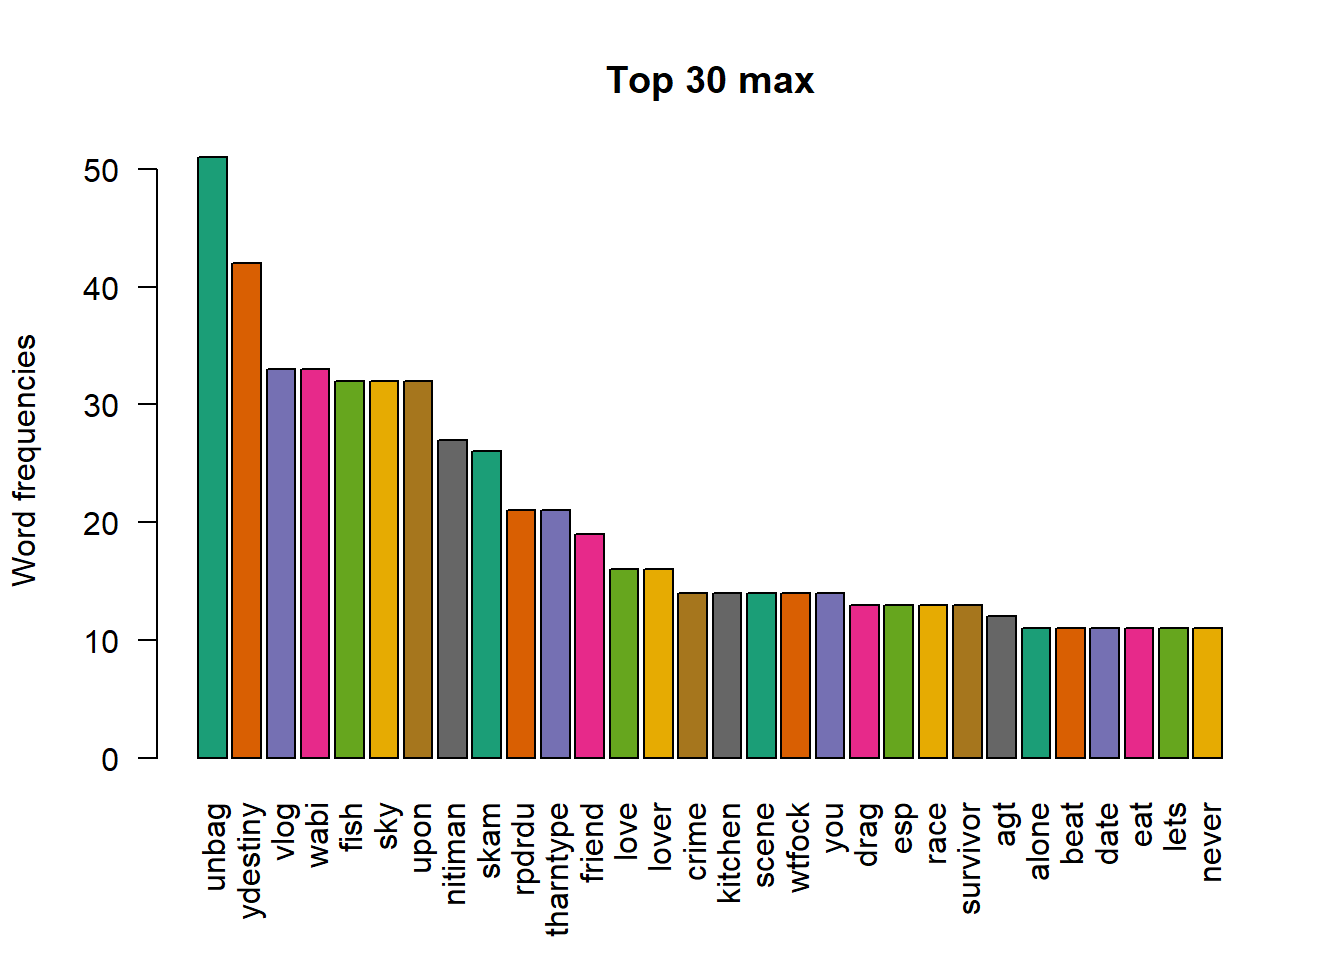 Top 30 max
Word frequencies
50
40
30
20
10
0
unbag
ydestiny
vlog
wabi
fish
sky
upon
nitiman
skam
rpdrdu
tharntype
friend
love
lover
crime
kitchen
scene
wtfock
you
drag
esp
race
survivor
agt
alone
beat
date
eat
lets
never